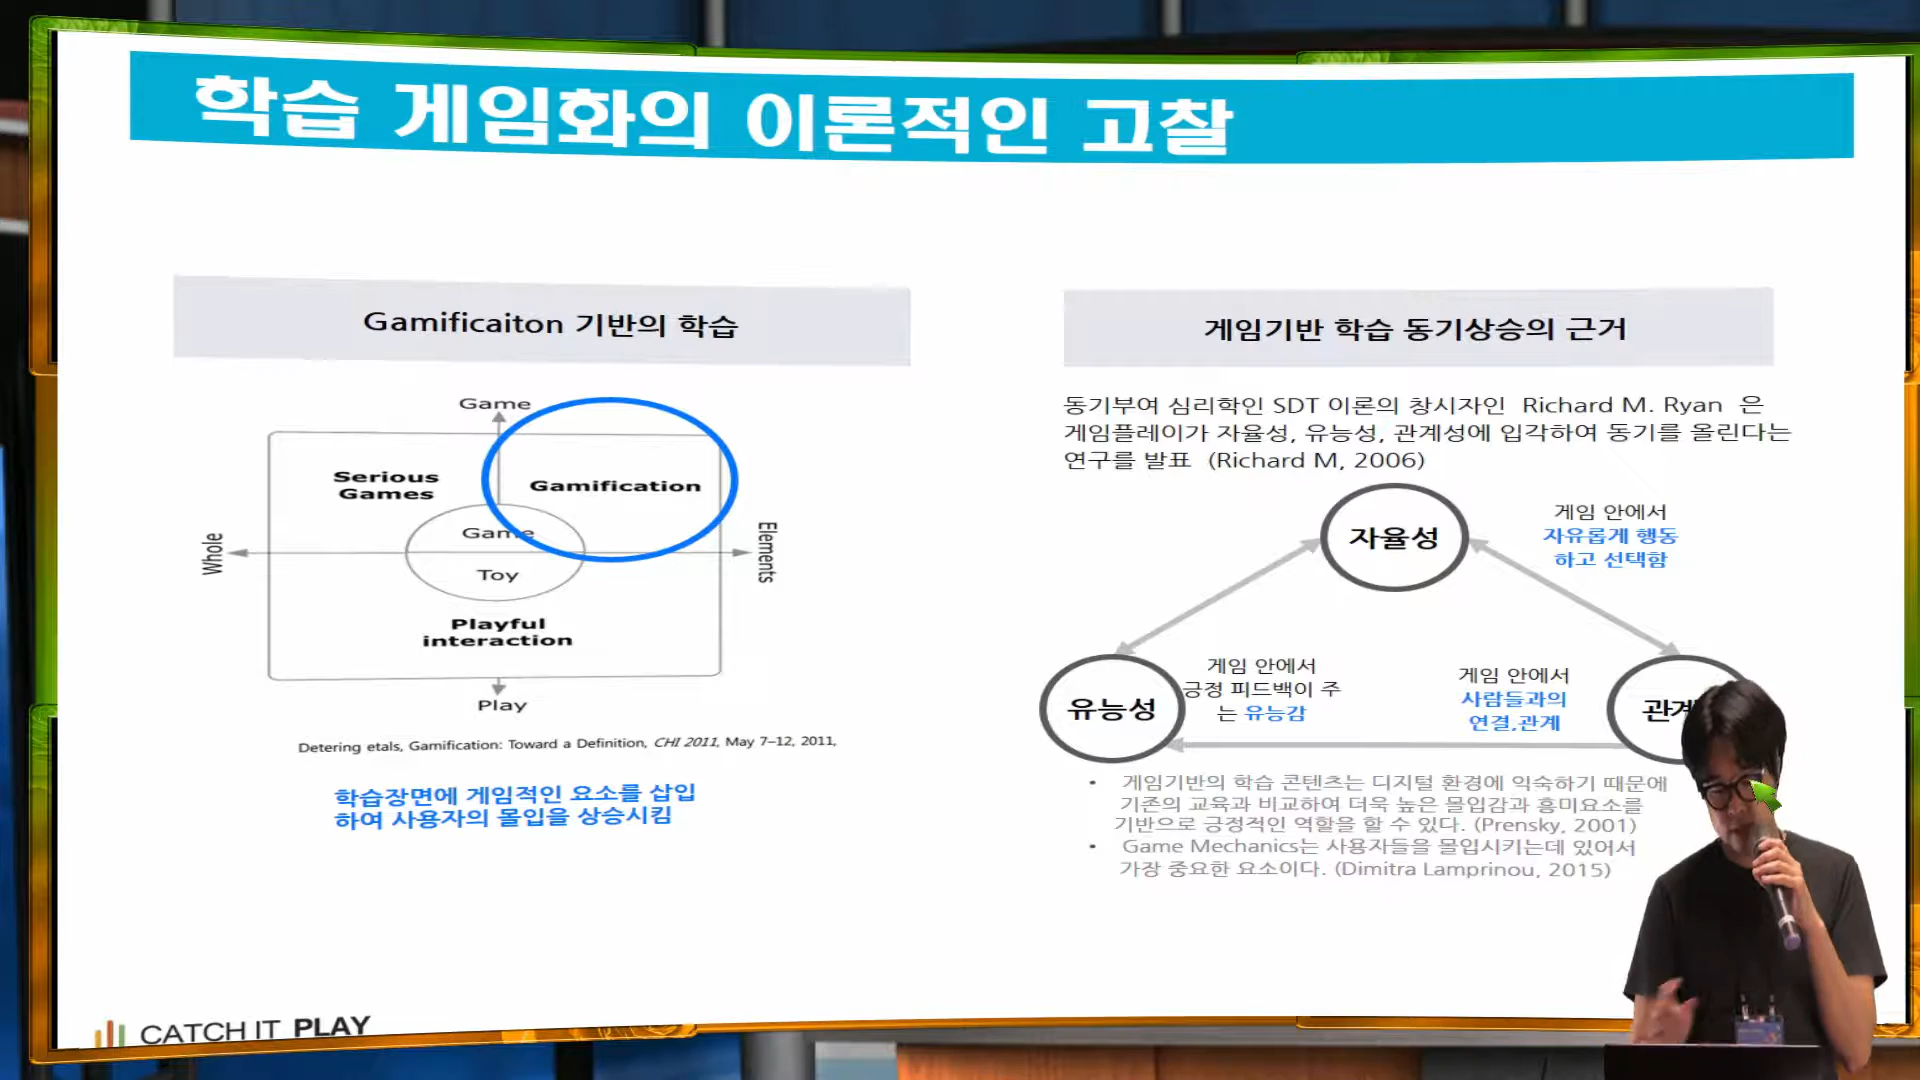 학습 게임화의 이론적인 고찰
Gamificaiton 기반의 학습
Game
Serious
Games
Gamification
Game
Toy
Whole
Elements
Playful
interaction
Play
Detering etals, Gamification: Toward a Definition, CHI 2011, May 7–12, 2011,
학습장면에 게임적인 요소를 삽입
하여 사용자의 몰입을 상승시킴
게임기반 학습 동기상승의 근거
동기부여 심리학인 SDT 이론의 창시자인 Richard M. Ryan 은
게임플레이가 자율성, 유능성, 관계성에 입각하여 동기를 올린다는
연구를 발표 (Richard M, 2006)
자율성
게임 안에서
자유롭게 행동
하고 선택함
유능성
게임 안에서
긍정 피드백이 주
는 유능감
게임 안에서
사람들과의
연결,관계
• 게임기반의 학습 콘텐츠는 디지털 환경에 익숙하기 때문에
기존의 교육과 비교하여 더욱 높은 몰입감과 흥미요소를
기반으로 긍정적인 역할을 할 수 있다. (Prensky, 2001)
• Game Mechanics는 사용자들을 몰입시키는데 있어서
가장 중요한 요소이다. (Dimitra Lamprinou, 2015)
CATCH IT PLAY